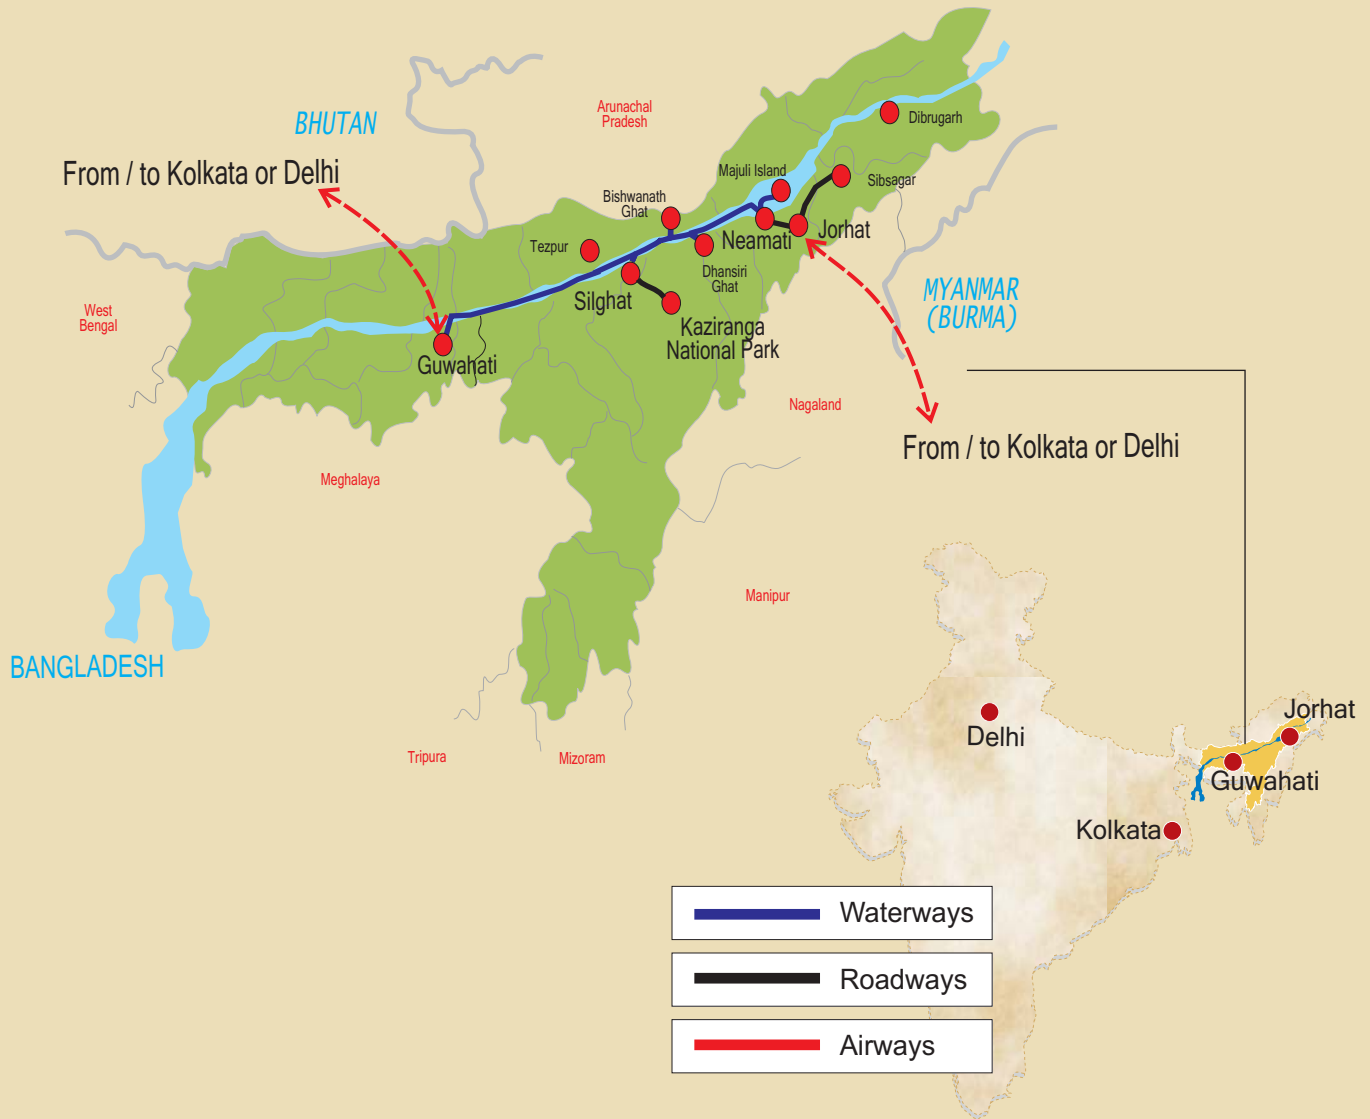 BHUTAN
Arunachal
Pradesh
Dibrugarh
From / to Kolkata or Delhi
Majuli Island
Sibsagar
Bishwanath
Ghat
Tezpur
Neamati
Jorhat
Dhansiri
Ghat
Silghat
MYANMAR
(BURMA)
West
Bengal
Kaziranga
National Park
Guwahati
Nagaland
From / to Kolkata or Delhi
Meghalaya
Manipur
BANGLADESH
Tripura
Mizoram
Delhi
Jorhat
Guwahati
Kolkata
Waterways
Roadways
Airways